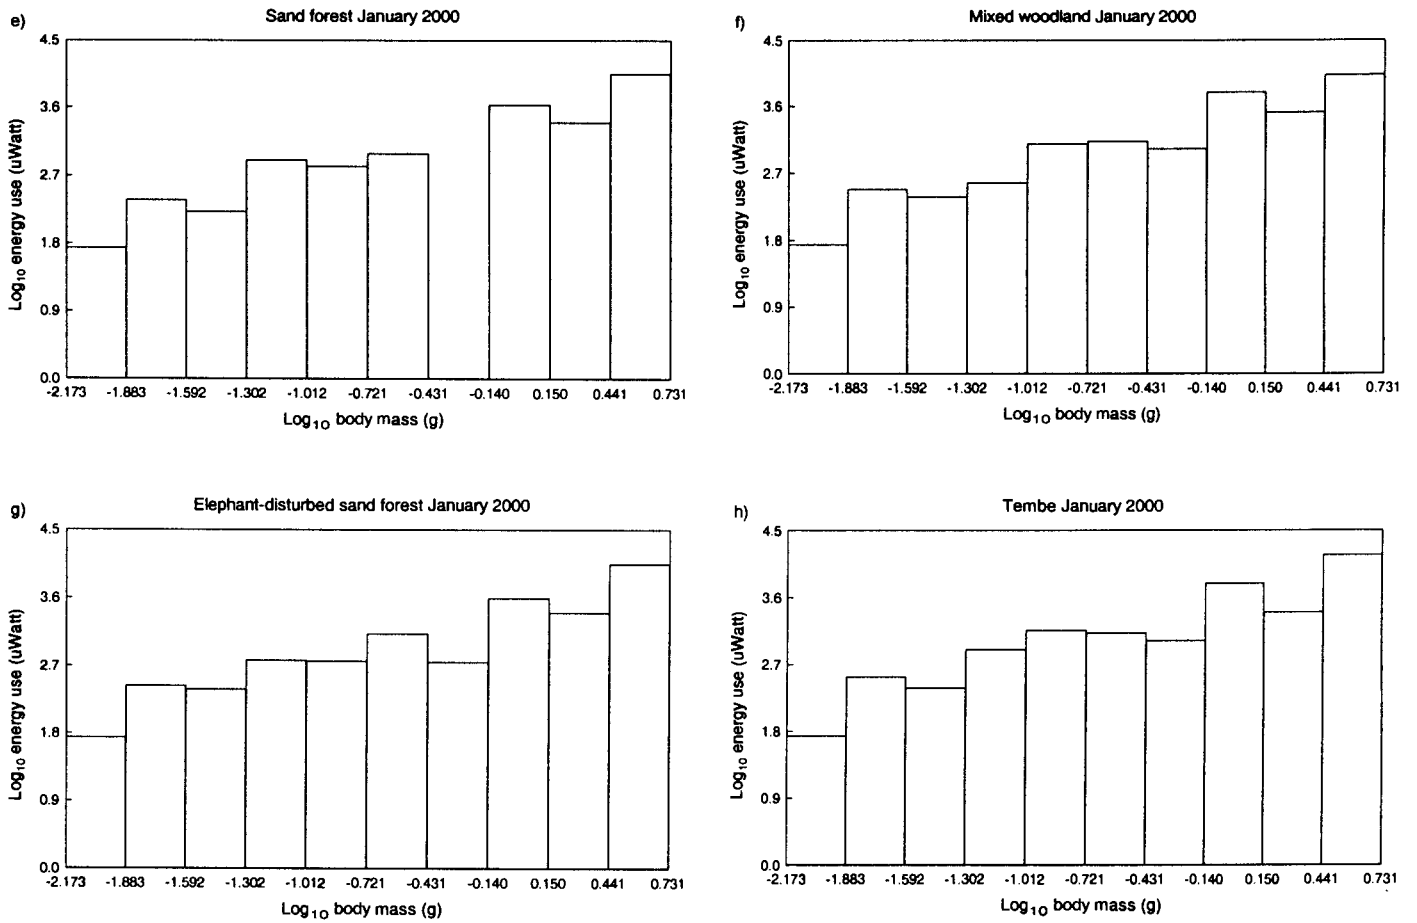 e)
Sand forest January 2000
4.5
3.6
2.7
1.8
0.9
0.0
Log₁₀ energy use (uWatt)
-2.173 -1.883 -1.592 -1.302 -1.012 -0.721 -0.431 -0.140 0.150 0.441 0.731
Log₁₀ body mass (g)
f)
Mixed woodland January 2000
4.5
3.6
2.7
1.8
0.9
0.0
Log₁₀ energy use (uWatt)
-2.173 -1.883 -1.592 -1.302 -1.012 -0.721 -0.431 -0.140 0.150 0.441 0.731
Log₁₀ body mass (g)
g)
Elephant-disturbed sand forest January 2000
4.5
3.6
2.7
1.8
0.9
0.0
Log₁₀ energy use (uWatt)
-2.173 -1.883 -1.592 -1.302 -1.012 -0.721 -0.431 -0.140 0.150 0.441 0.731
Log₁₀ body mass (g)
h)
Tembe January 2000
4.5
3.6
2.7
1.8
0.9
0.0
Log₁₀ energy use (uWatt)
-2.173 -1.883 -1.592 -1.302 -1.012 -0.721 -0.431 -0.140 0.150 0.441 0.731
Log₁₀ body mass (g)